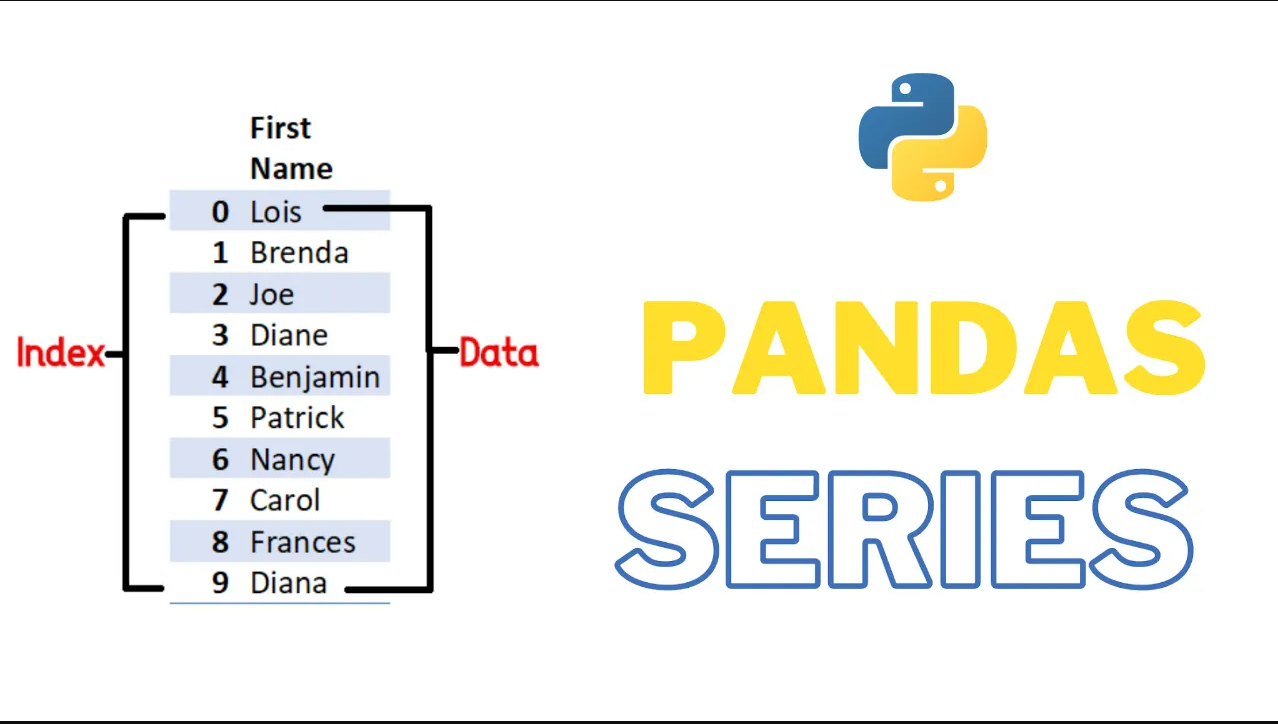 First
Name
0 Lois
1 Brenda
2 Joe
3 Diane
4 Benjamin
5 Patrick
6 Nancy
7 Carol
8 Frances
9 Diana
Index
Data
PANDAS
SERIES